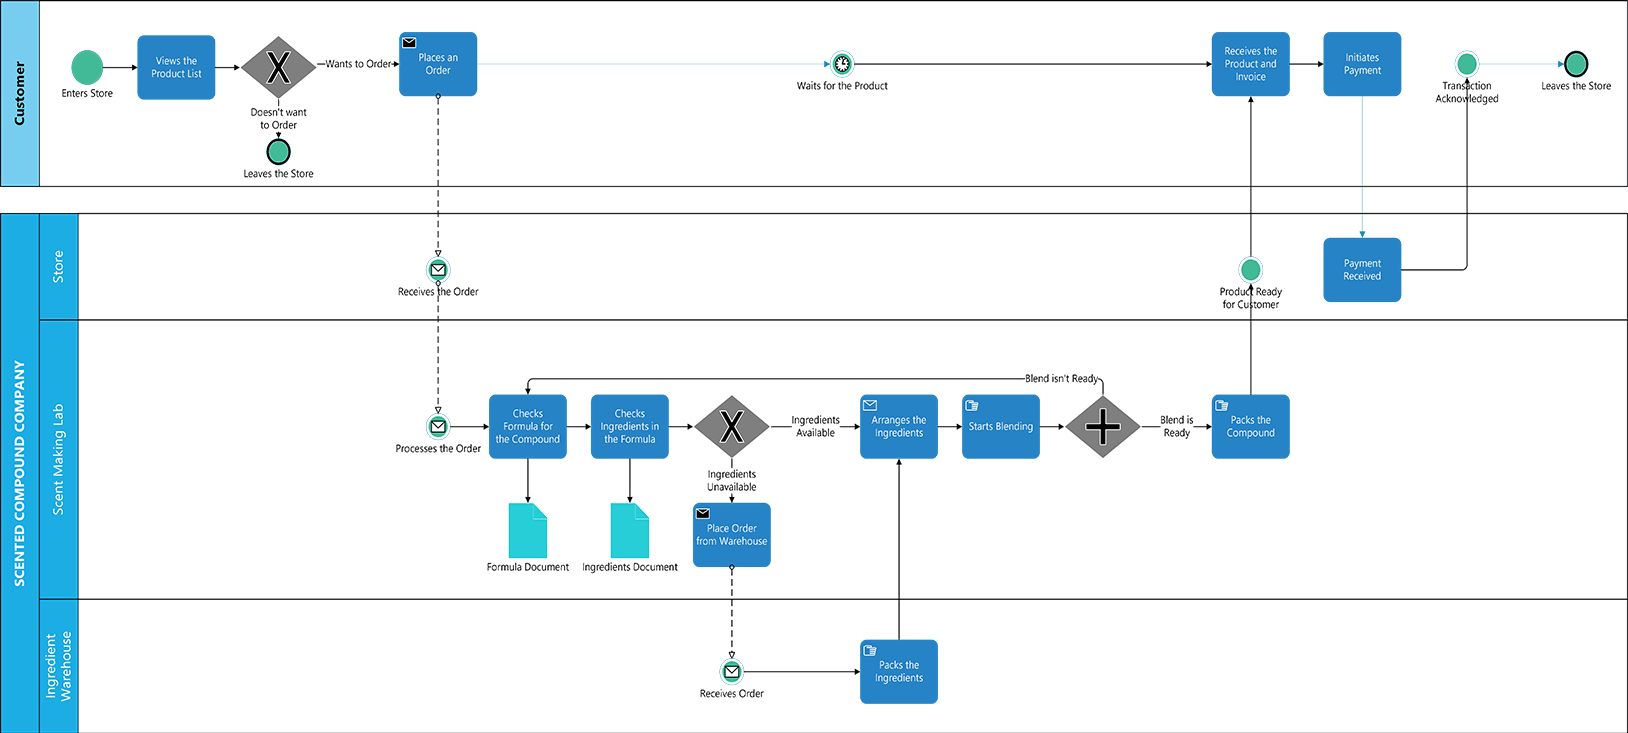 Customer
Enters Store
Views the
Product List
X
Wants to Order
Doesn't want
to Order
Leaves the Store
Places an
Order
Waits for the Product
Receives the
Product and
Invoice
Initiates
Payment
Transaction
Acknowledged
Leaves the Store
SCENTED COMPOUND COMPANY
Store
Receives the Order
Product Ready
for Customer
Payment
Received
Scent Making Lab
Processes the Order
Checks
Formula for
the Compound
Checks
Ingredients in
the Formula
X
Ingredients
Available
Ingredients
Unavailable
Arranges the
Ingredients
Starts Blending
Blend isn't Ready
Blend is
Ready
Packs the
Compound
Formula Document
Ingredients Document
Place Order
from Warehouse
Ingredient
Warehouse
Receives Order
Packs the
Ingredients